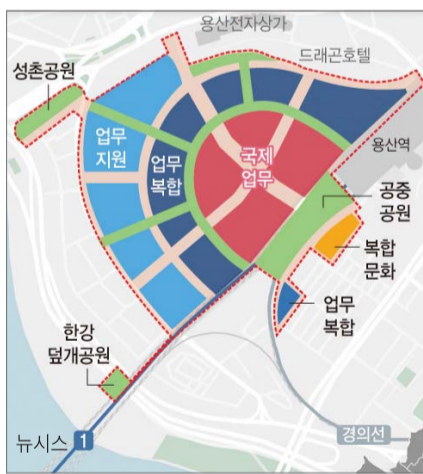 용산전자상가
드래곤호텔
성촌공원
업무
지원
업무
복합
국제
업무
용산역
공중
공원
복합
문화
업무
복합
한강
덮개공원
뉴시스 1
경의선